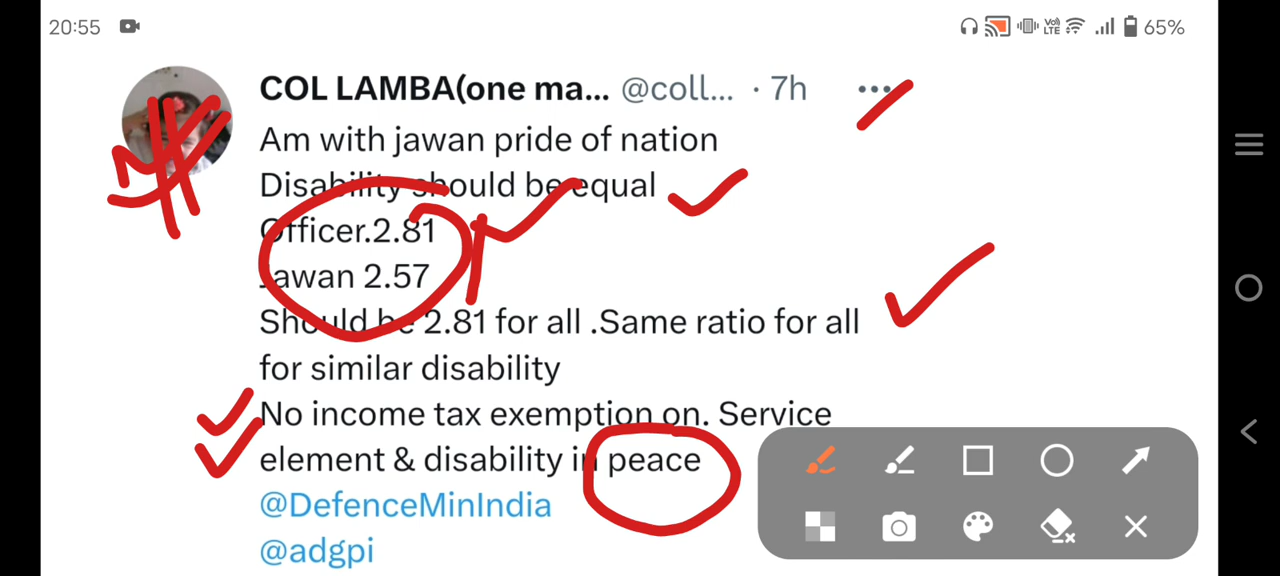 20:55 Vo) LTE 65%
COL LAMBA(one ma... @coll... · 7h
Am with jawan pride of nation
Disability should be equal
Officer.2.81
Jawan 2.57
Should be 2.81 for all .Same ratio for all
for similar disability
No income tax exemption on. Service
element & disability in peace
@DefenceMinIndia
@adgpi